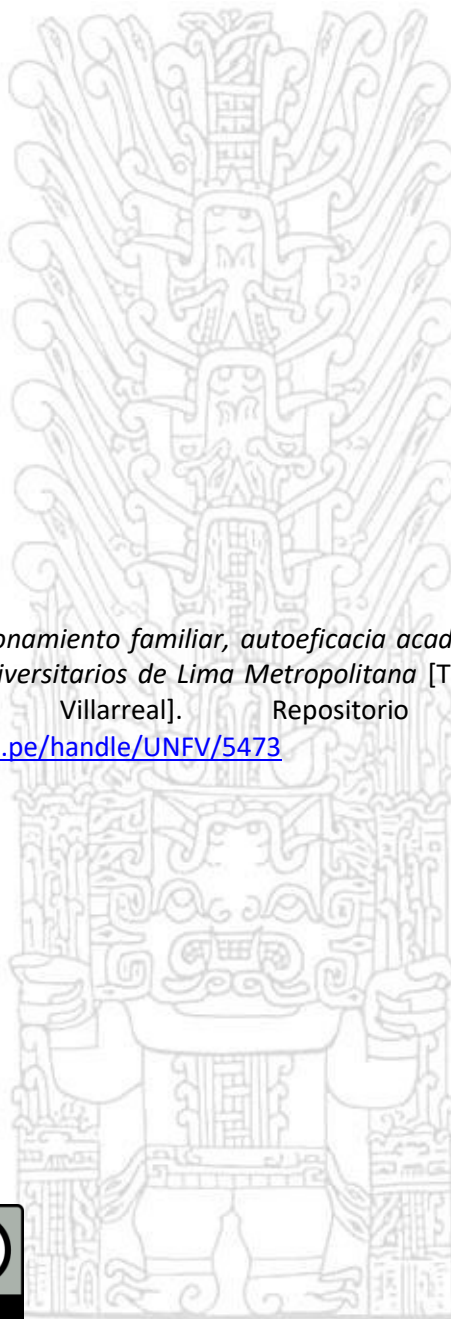 onamiento familiar, autoeficacia acad
iversitarios de Lima Metropolitana [T
Villarreal]. Repositorio
.pe/handle/UNFV/5473